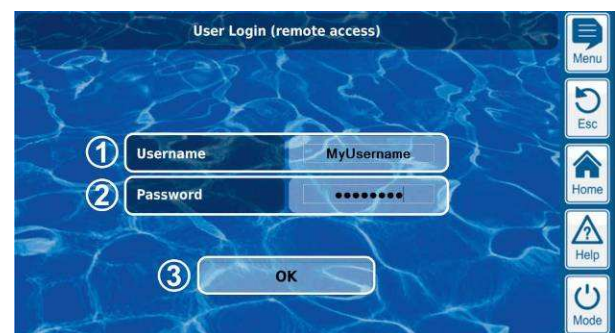 User Login (remote access)
Menu
Esc
① Username MyUsername
② Password ••••••••
Home
Help
③ OK
Mode